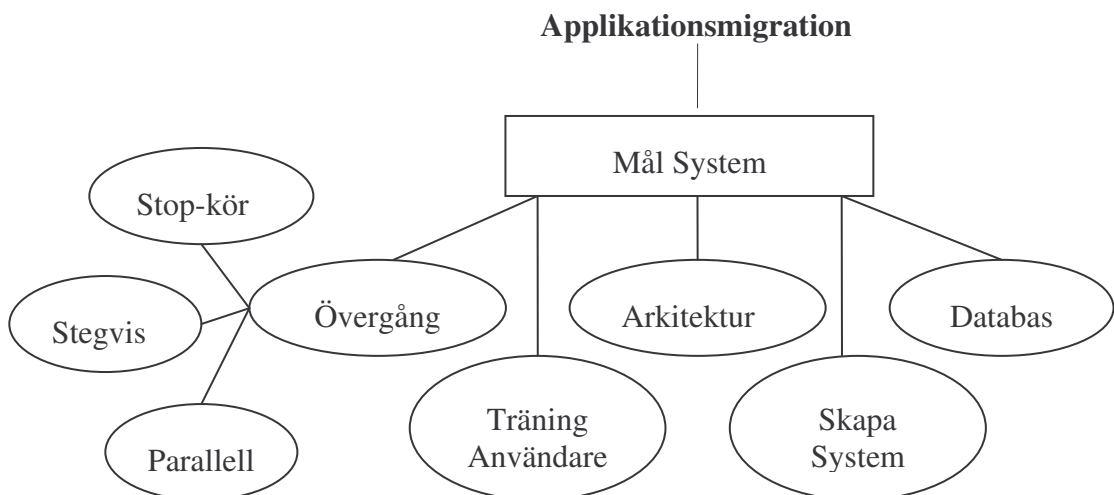 Applikationsmigration
Mål System
Stop-kör
Stegvis
Övergång
Arkitektur
Databas
Parallell
Träning
Användare
Skapa
System